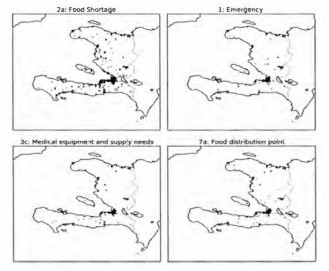 2a: Food Shortage
1: Emergency
3c: Medical equipment and supply needs
7a: Food distribution point